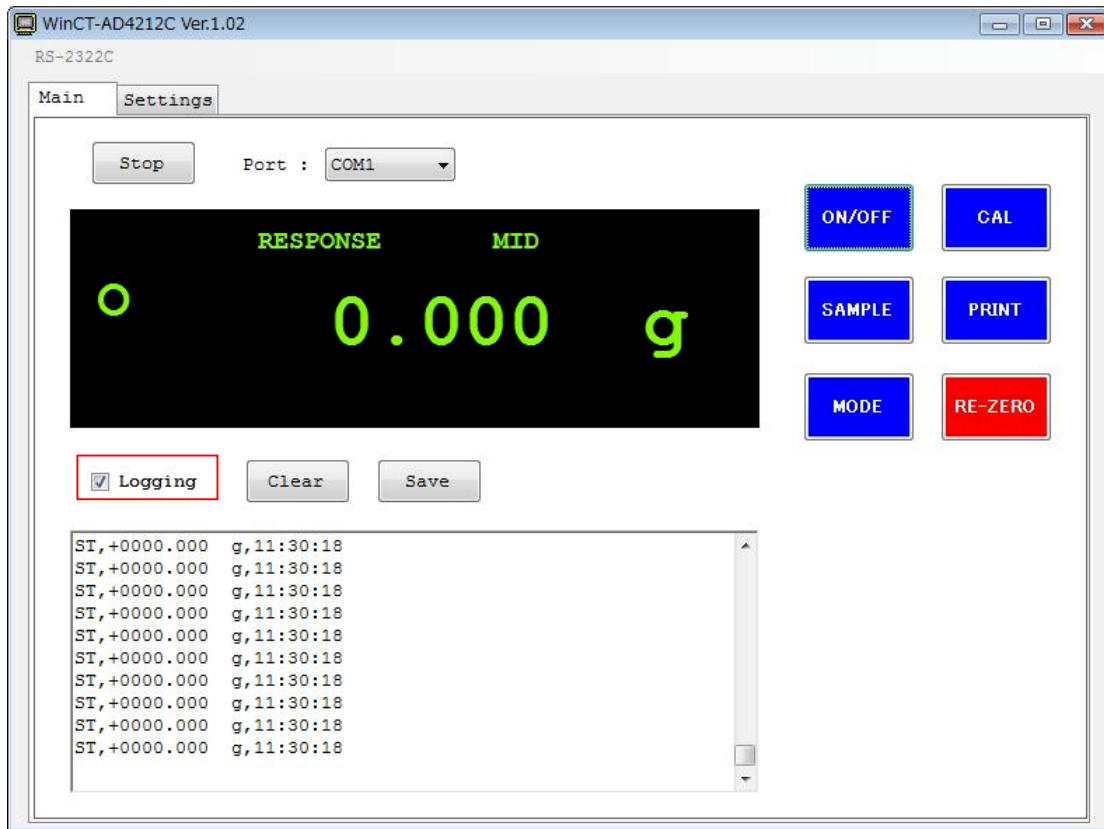 WinCT-AD4212C Ver.1.02
RS-2322C
Main Settings
Stop Port : COM1
RESPONSE MID
0.000 g
ON/OFF CAL
SAMPLE PRINT
MODE RE-ZERO
Logging Clear Save
ST,+0000.000 g,11:30:18
ST,+0000.000 g,11:30:18
ST,+0000.000 g,11:30:18
ST,+0000.000 g,11:30:18
ST,+0000.000 g,11:30:18
ST,+0000.000 g,11:30:18
ST,+0000.000 g,11:30:18
ST,+0000.000 g,11:30:18
ST,+0000.000 g,11:30:18
ST,+0000.000 g,11:30:18